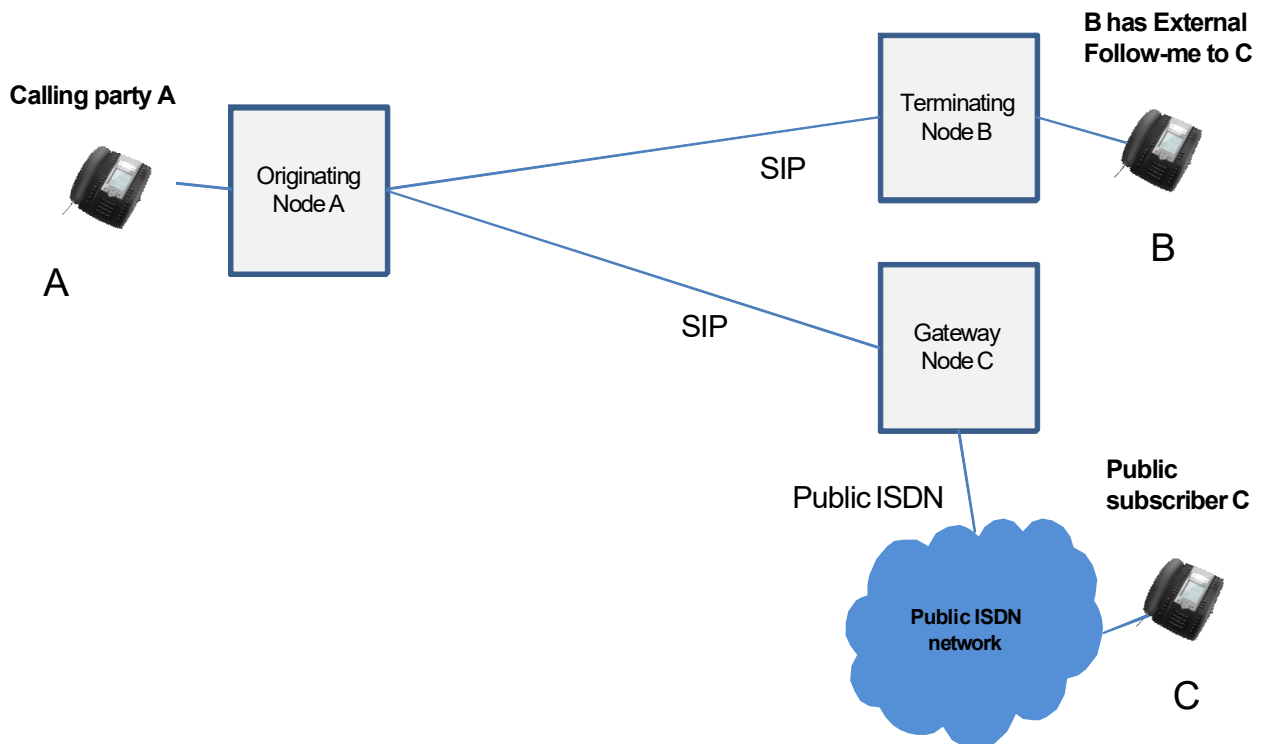 B has External
Follow-me to C
Calling party A
Terminating
Node B
Originating
Node A
SIP
A
B
SIP
Gateway
Node C
Public ISDN
Public
subscriber C
Public ISDN
network
C